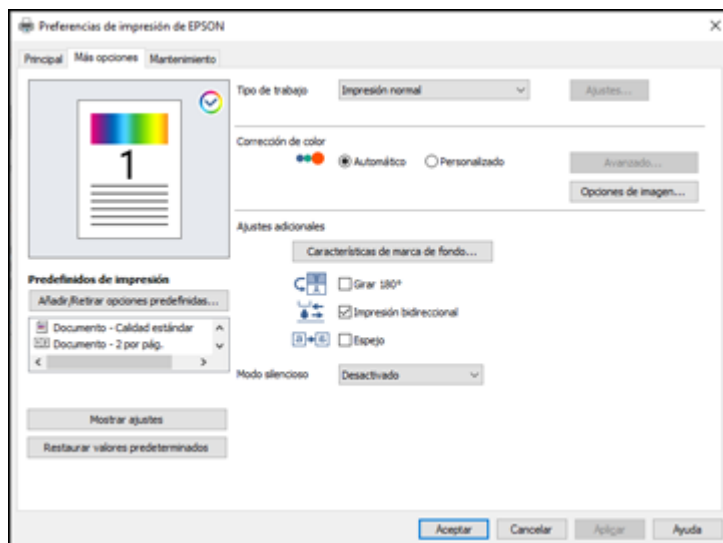 Preferencias de impresión de EPSON
Principal
Más opciones
Mantenimiento
1
Tipo de trabajo
Impresión normal
Ajustes...
Corrección de color
Automático
Personalizado
Avanzado...
Opciones de imagen...
Ajustes adicionales
Características de marca de fondo...
Girar 180°
Impresión bidireccional
Espejo
Modo silencioso
Desactivado
Predefinidos de impresión
Añadir/Retirar opciones predefinidas...
Documento - Calidad estándar
Documento - 2 por pág.
Mostrar ajustes
Restaurar valores predeterminados
Aceptar
Cancelar
Aplicar
Ayuda